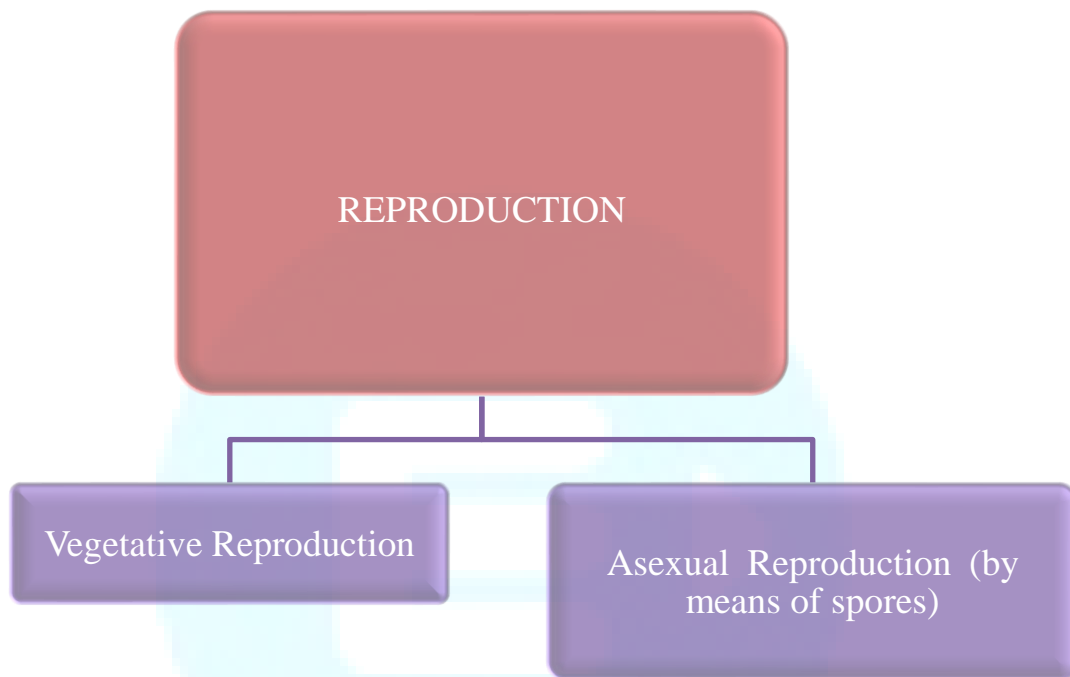 REPRODUCTION
Vegetative Reproduction
Asexual Reproduction (by
means of spores)